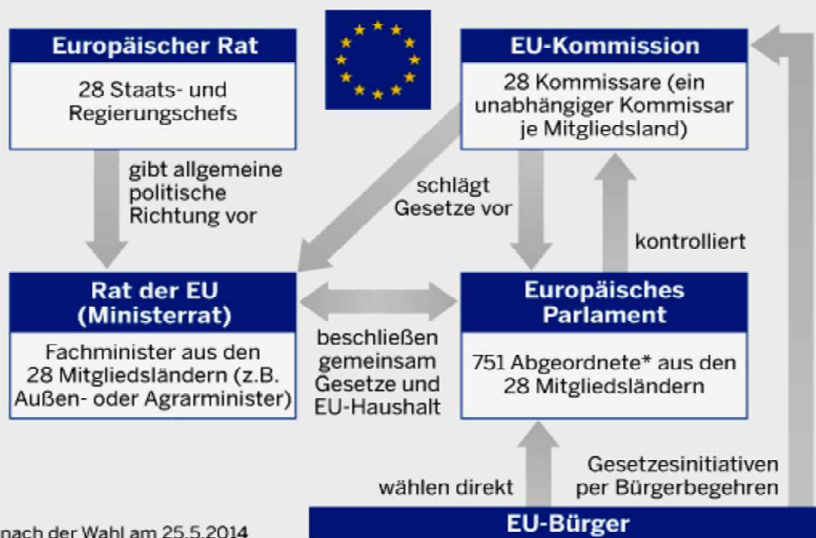 Europäischer Rat
28 Staats- und
Regierungschefs
EU-Kommission
28 Kommissare (ein
unabhängiger Kommissar
je Mitgliedsland)
gibt allgemeine
politische
Richtung vor
schlägt
Gesetze vor
kontrolliert
Rat der EU
(Ministerrat)
Fachminister aus den
28 Mitgliedsländern (z.B.
Außen- oder Agrarminister)
beschließen
gemeinsam
Gesetze und
EU-Haushalt
Europäisches
Parlament
751 Abgeordnete* aus den
28 Mitgliedsländern
wählen direkt
Gesetzesinitiativen
per Bürgerbegehren
nach der Wahl am 25.5.2014
EU-Bürger